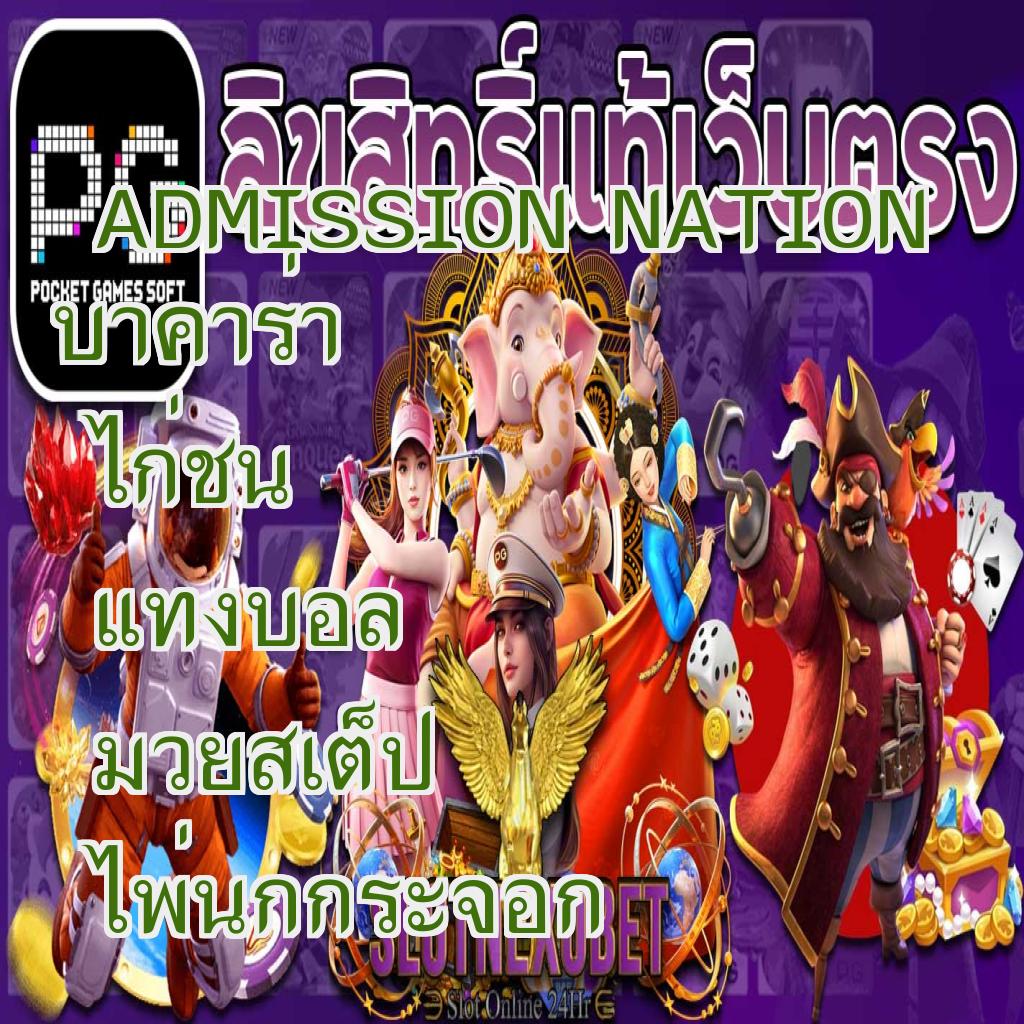 ลิขสิทธิ์แท้เว็บตรง
PG
POCKET GAMES SOFT
ADMISSION NATION
บาคาร่า
ไก่ชน
แทงบอล
มวยสเต็ป
ไพ่นกกระจอก
SLOTNEXOBET
Slot Online 24Hr